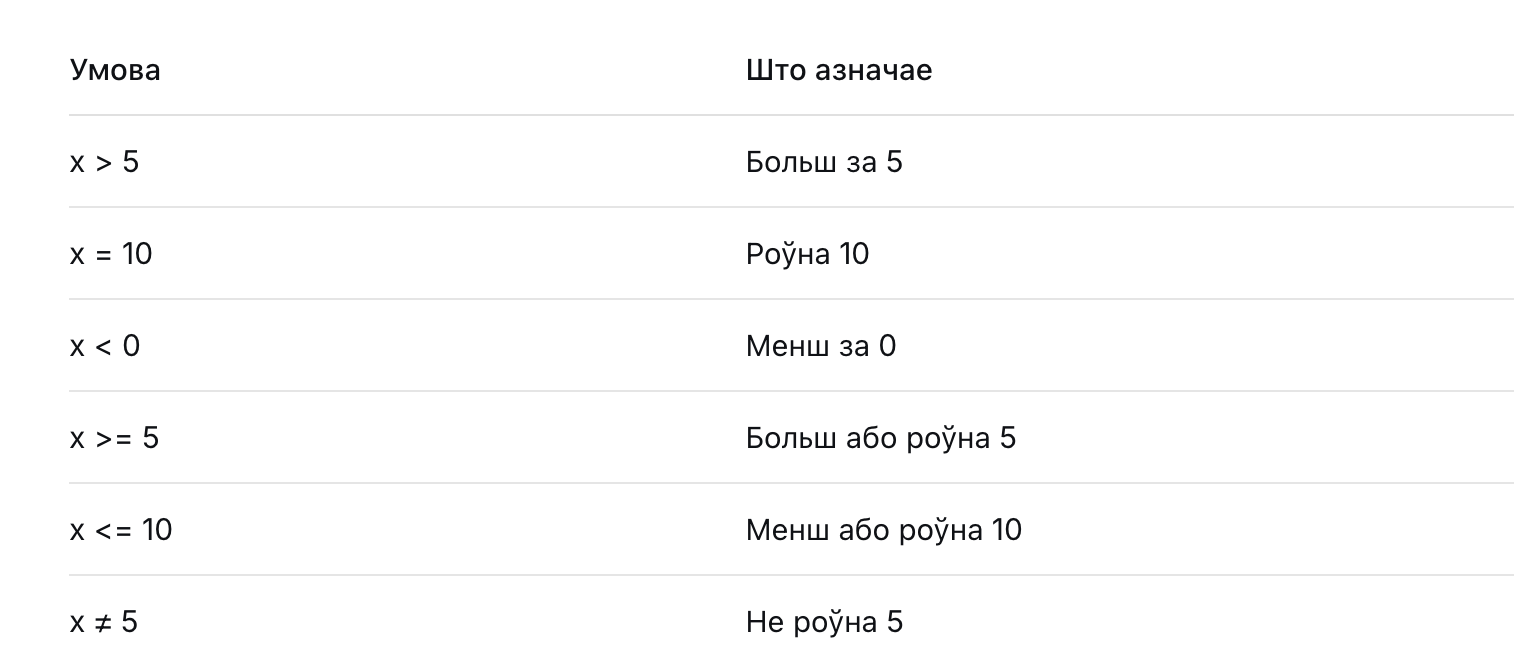 Умова Што азначае
x > 5 Больш за 5
x = 10 Роўна 10
x < 0 Менш за 0
x >= 5 Больш або роўна 5
x <= 10 Менш або роўна 10
x ≠ 5 Не роўна 5